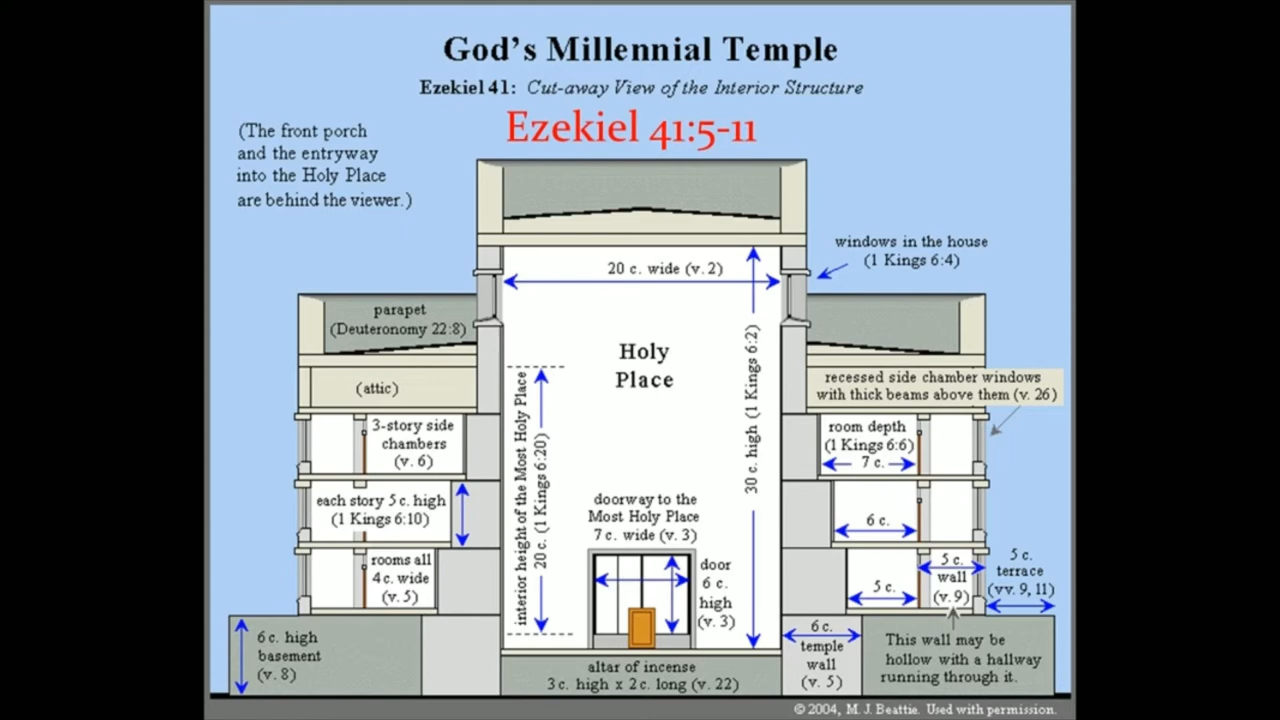 God's Millennial Temple
Ezekiel 41: Cut-away View of the Interior Structure
Ezekiel 41:5-11
(The front porch
and the entryway
into the Holy Place
are behind the viewer.)
windows in the house
(1 Kings 6:4)
20 c. wide (v. 2)
parapet
(Deuteronomy 22:8)
Holy
Place
30 c. high (1 Kings 6:2)
interior height of the Most Holy Place
20 c. (1 Kings 6:20)
(attic)
recessed side chamber windows
with thick beams above them (v. 26)
3-story side
chambers
(v. 6)
room depth
(1 Kings 6:6)
7 c.
each story 5 c. high
(1 Kings 6:10)
doorway to the
Most Holy Place
7 c. wide (v. 3)
6 c.
rooms all
4 c. wide
(v. 5)
door
6 c.
high
(v. 3)
5 c.
5 c.
wall
(v. 9)
5 c.
terrace
(vv. 9, 11)
6 c. high
basement
(v. 8)
altar of incense
3 c. high x 2 c. long (v. 22)
6 c.
temple
wall
(v. 5)
This wall may be
hollow with a hallway
running through it.
© 2004, M. J. Beattie. Used with permission.